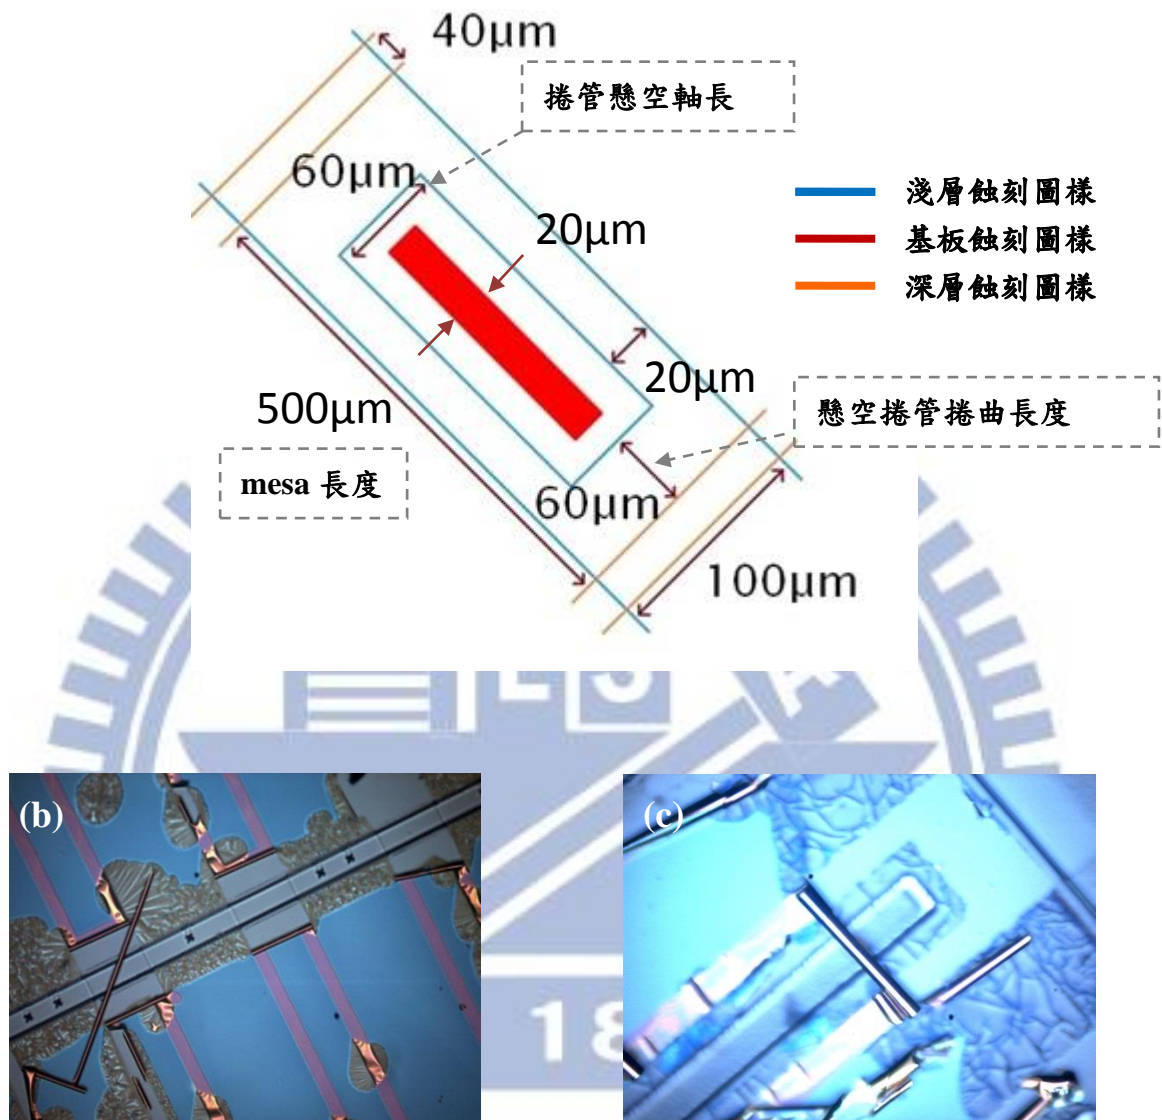 40μm
捲管懸空軸長
60μm
20μm
淺層蝕刻圖樣
基板蝕刻圖樣
深層蝕刻圖樣
20μm
500μm
懸空捲管捲曲長度
mesa 長度
60μm
100μm
(b)
(c)
18